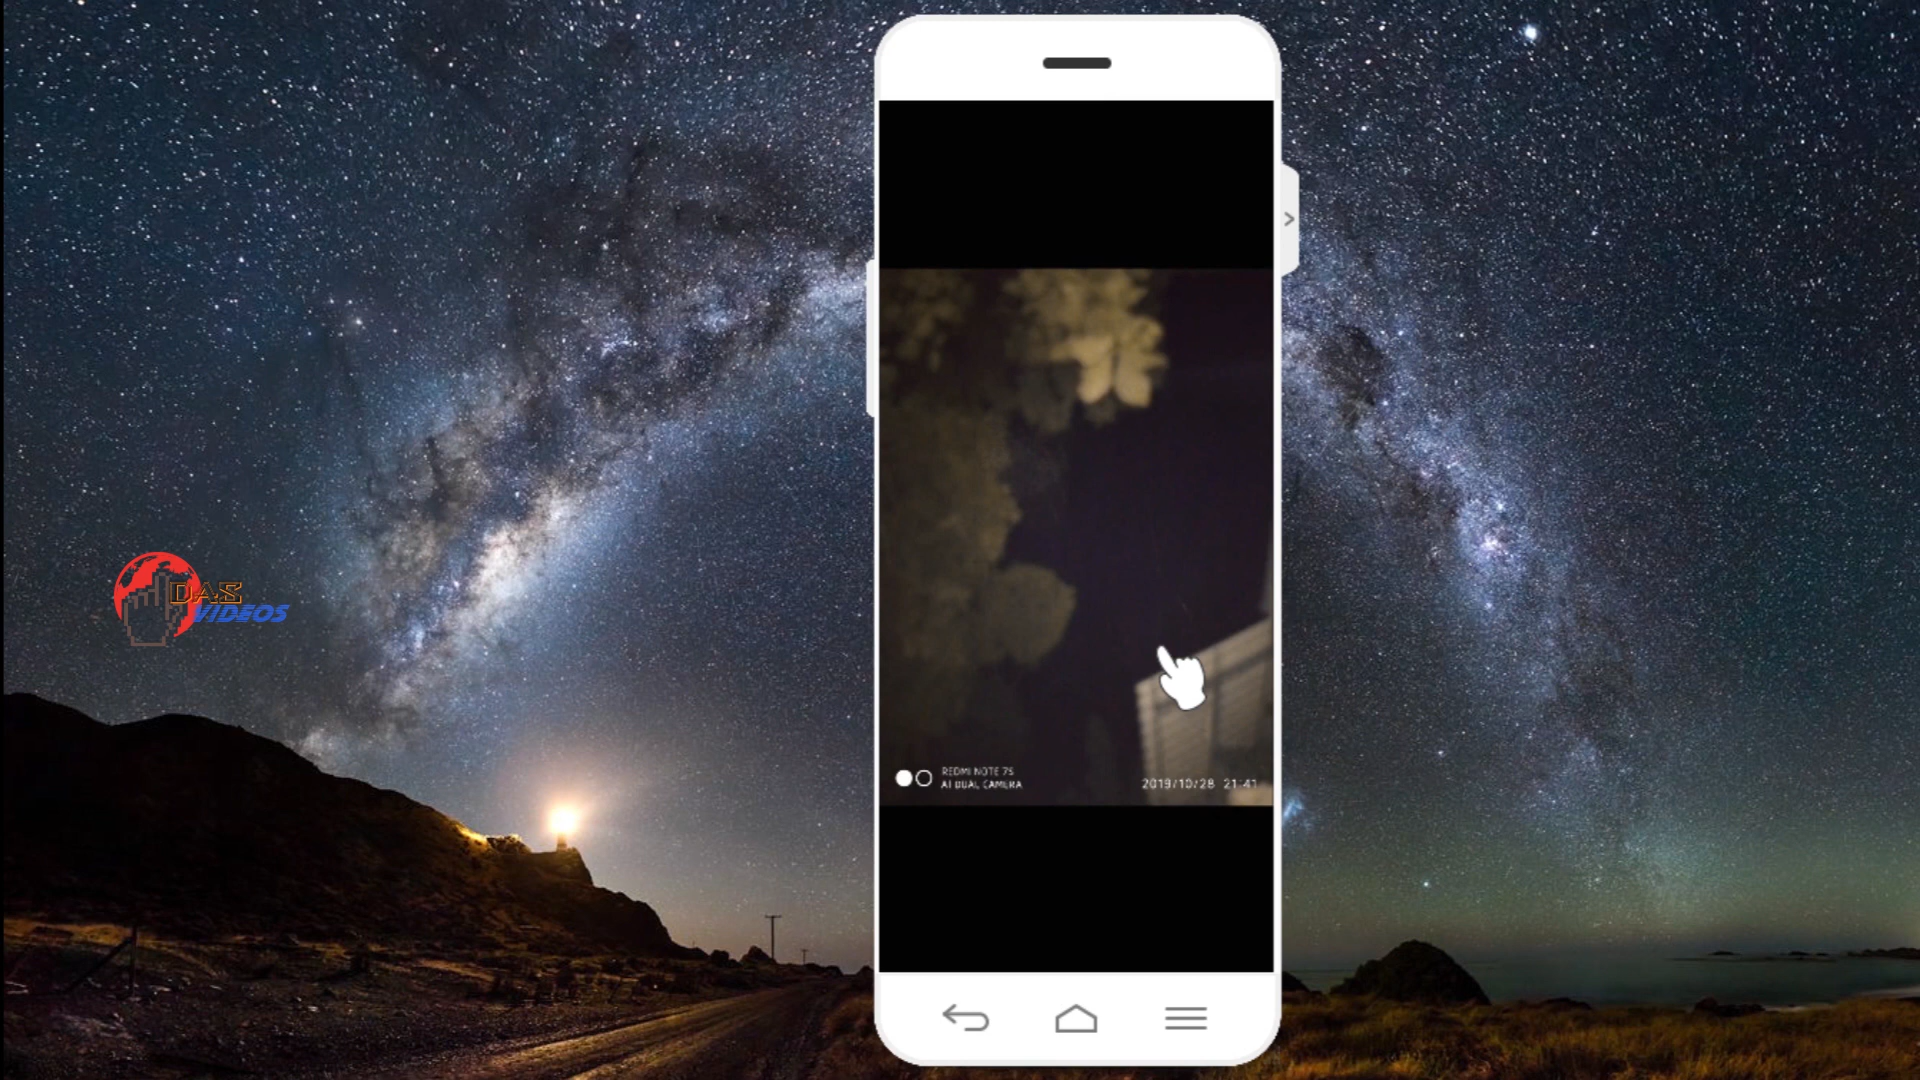 DAS
VIDEOS
REDMI NOTE 7S
AI DUAL CAMERA
2019/10/28 21:41